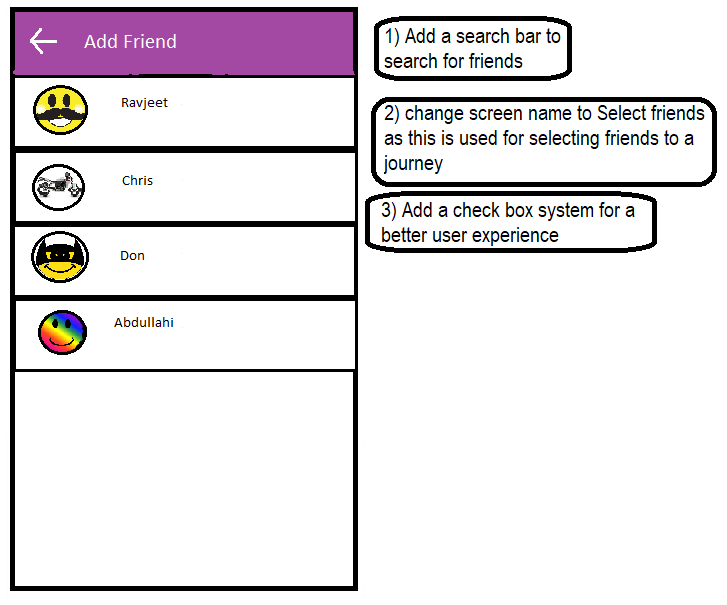 Add Friend
Ravjeet
Chris
Don
Abdullahi
1) Add a search bar to
search for friends
2) change screen name to Select friends
as this is used for selecting friends to a
journey
3) Add a check box system for a
better user experience